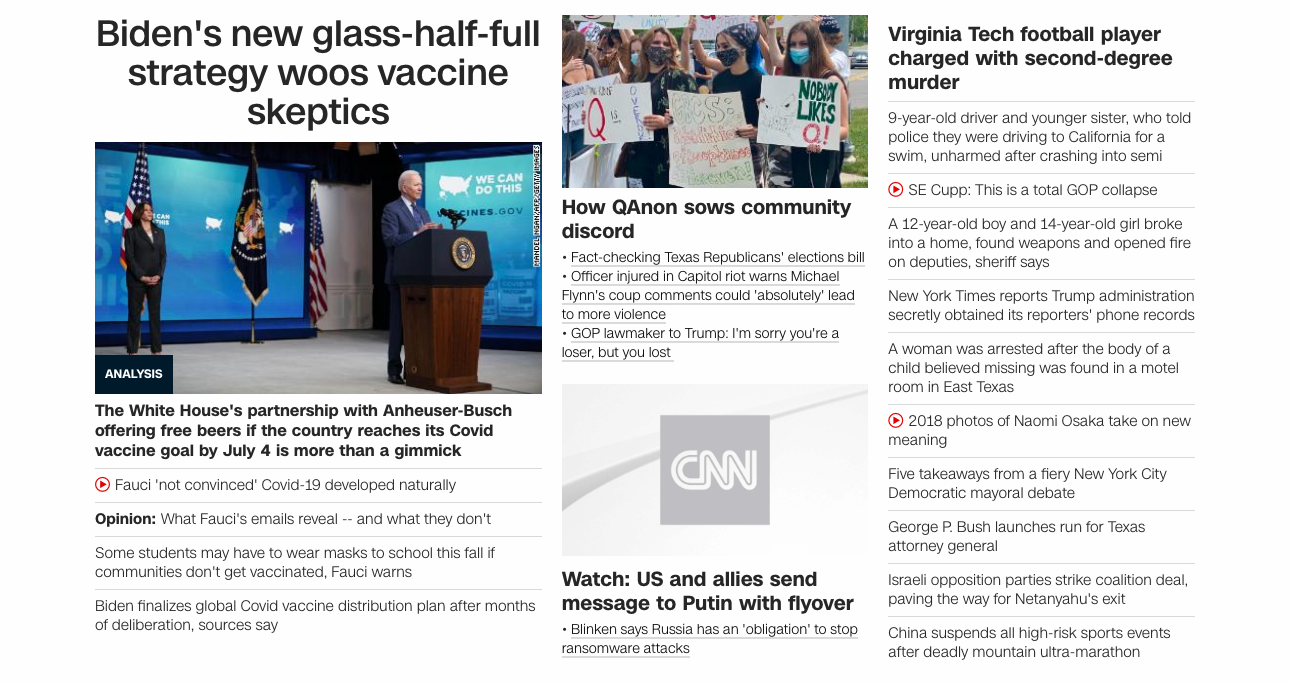 Biden's new glass-half-full
strategy woos vaccine
skeptics
WE CAN
DO THIS
VACCINES.GOV
MANDEL NGAN/AFP/GETTY IMAGES
ANALYSIS
The White House's partnership with Anheuser-Busch
offering free beers if the country reaches its Covid
vaccine goal by July 4 is more than a gimmick
Fauci 'not convinced' Covid-19 developed naturally
Opinion: What Fauci's emails reveal -- and what they don't
Some students may have to wear masks to school this fall if
communities don't get vaccinated, Fauci warns
Biden finalizes global Covid vaccine distribution plan after months
of deliberation, sources say
Q
NOBODY
LIKES
Q!
How QAnon sows community
discord
• Fact-checking Texas Republicans' elections bill
• Officer injured in Capitol riot warns Michael
Flynn's coup comments could 'absolutely' lead
to more violence
• GOP lawmaker to Trump: I'm sorry you're a
loser, but you lost
CNN
Watch: US and allies send
message to Putin with flyover
• Blinken says Russia has an 'obligation' to stop
ransomware attacks
Virginia Tech football player
charged with second-degree
murder
9-year-old driver and younger sister, who told
police they were driving to California for a
swim, unharmed after crashing into semi
SE Cupp: This is a total GOP collapse
A 12-year-old boy and 14-year-old girl broke
into a home, found weapons and opened fire
on deputies, sheriff says
New York Times reports Trump administration
secretly obtained its reporters' phone records
A woman was arrested after the body of a
child believed missing was found in a motel
room in East Texas
2018 photos of Naomi Osaka take on new
meaning
Five takeaways from a fiery New York City
Democratic mayoral debate
George P. Bush launches run for Texas
attorney general
Israeli opposition parties strike coalition deal,
paving the way for Netanyahu's exit
China suspends all high-risk sports events
after deadly mountain ultra-marathon